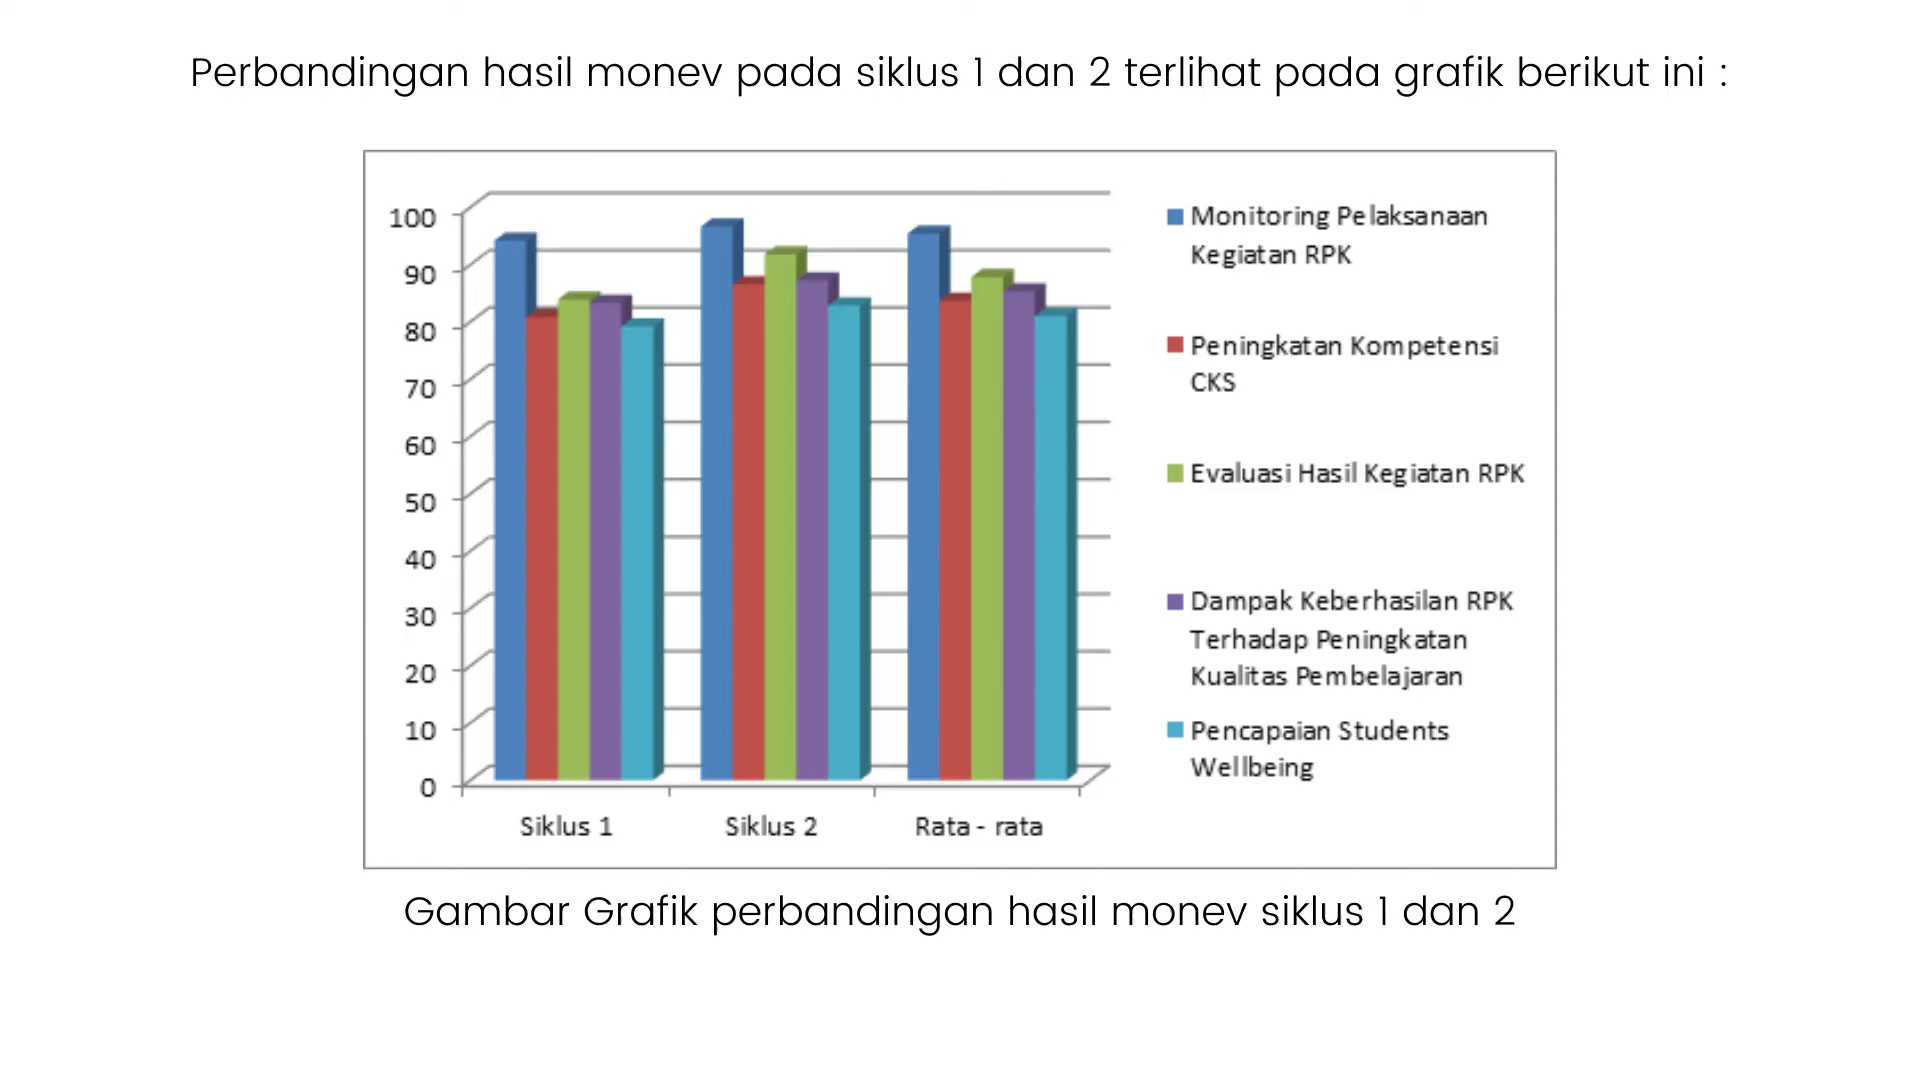 Perbandingan hasil monev pada siklus 1 dan 2 terlihat pada grafik berikut ini :
100
90
80
70
60
50
40
30
20
10
0
Siklus 1
Siklus 2
Rata - rata
Monitoring Pelaksanaan
Kegiatan RPK
Peningkatan Kompetensi
CKS
Evaluasi Hasil Kegiatan RPK
Dampak Keberhasilan RPK
Terhadap Peningkatan
Kualitas Pembelajaran
Pencapaian Students
Wellbeing
Gambar Grafik perbandingan hasil monev siklus 1 dan 2